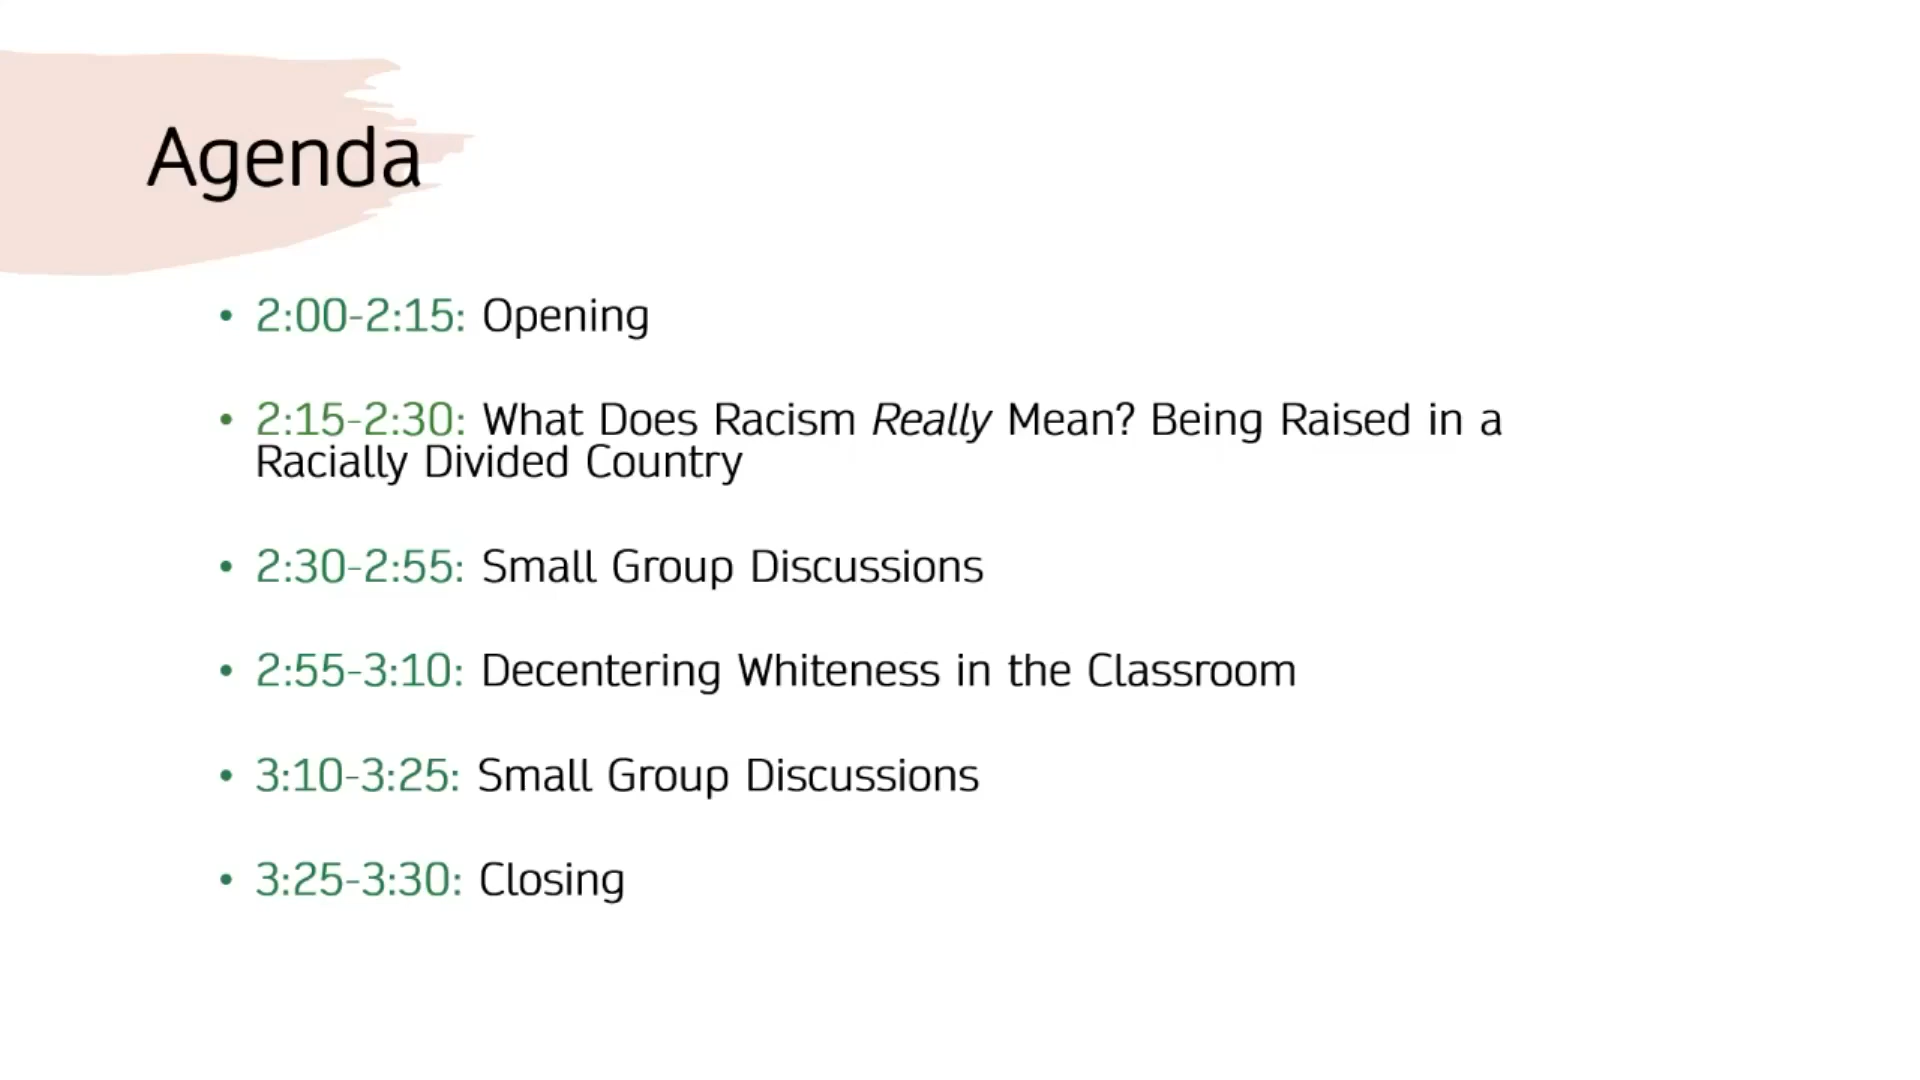 Agenda
• 2:00-2:15: Opening
• 2:15-2:30: What Does Racism Really Mean? Being Raised in a
Racially Divided Country
• 2:30-2:55: Small Group Discussions
• 2:55-3:10: Decentering Whiteness in the Classroom
• 3:10-3:25: Small Group Discussions
• 3:25-3:30: Closing